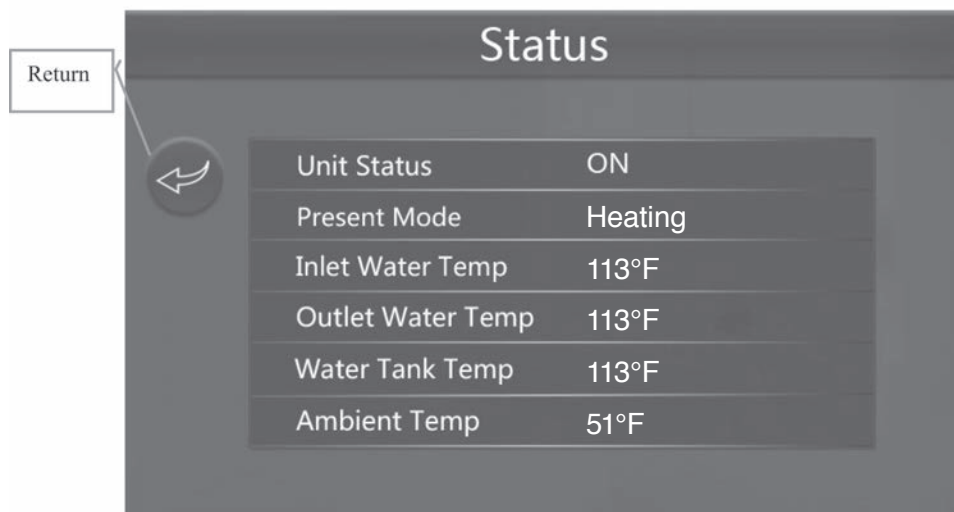 Status
Return
Unit Status ON
Present Mode Heating
Inlet Water Temp 113°F
Outlet Water Temp 113°F
Water Tank Temp 113°F
Ambient Temp 51°F